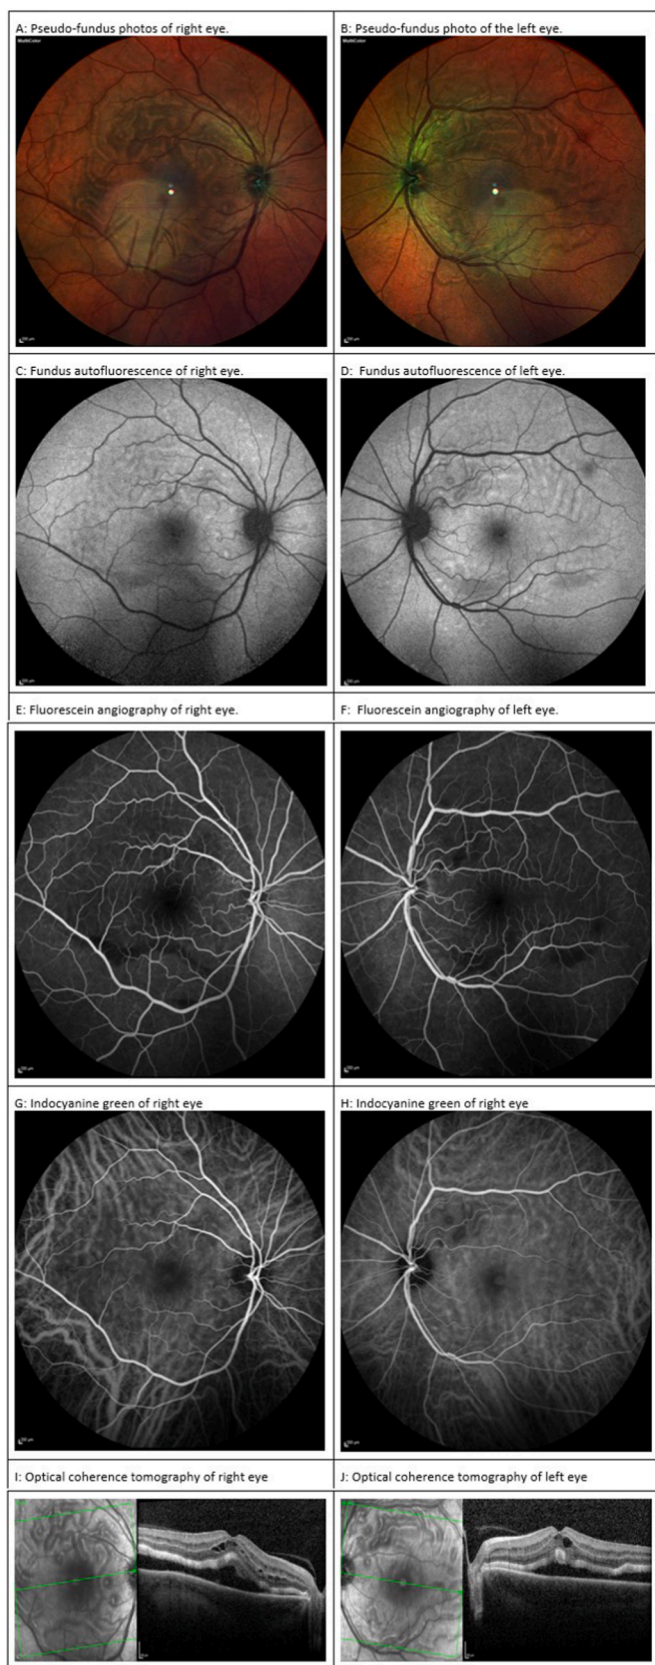 A: Pseudo-fundus photos of right eye.
B: Pseudo-fundus photo of the left eye.
MultiColor
MultiColor
C: Fundus autofluorescence of right eye.
D: Fundus autofluorescence of left eye.
E: Fluorescein angiography of right eye.
F: Fluorescein angiography of left eye.
G: Indocyanine green of right eye
H: Indocyanine green of right eye
I: Optical coherence tomography of right eye
J: Optical coherence tomography of left eye